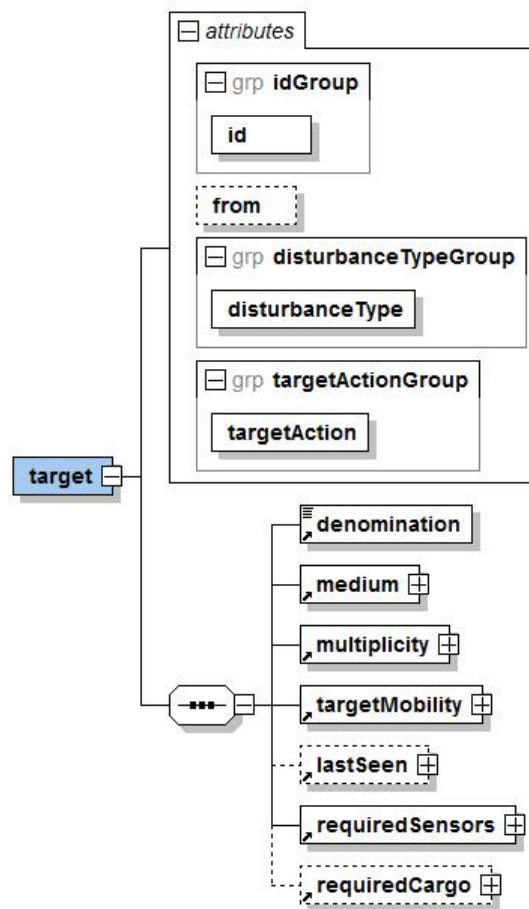 attributes
grp idGroup
id
from
grp disturbanceTypeGroup
disturbanceType
grp targetActionGroup
targetAction
target
denomination
medium
multiplicity
targetMobility
lastSeen
requiredSensors
requiredCargo